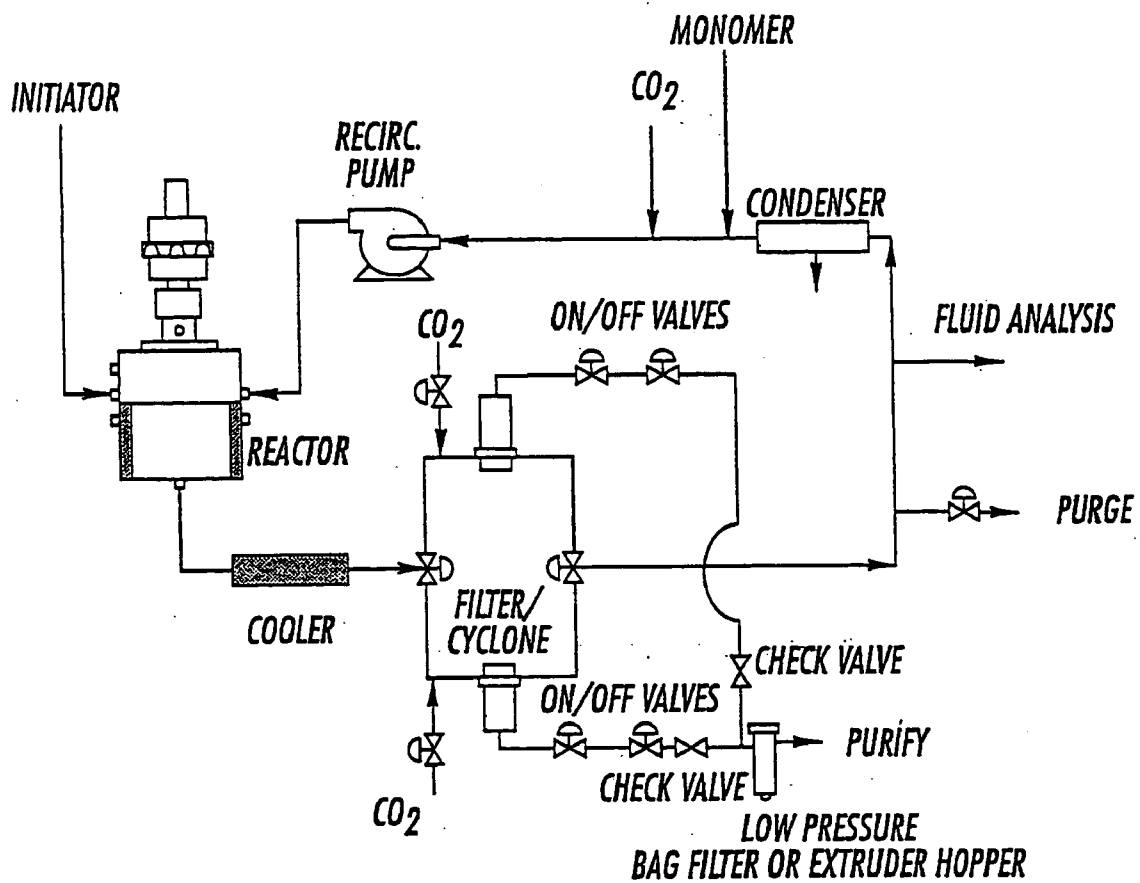 MONOMER
CO2
INITIATOR
RECIRC.
PUMP
CONDENSER
CO2
ON/OFF VALVES
FLUID ANALYSIS
REACTOR
PURGE
FILTER/
CYCLONE
COOLER
CHECK VALVE
ON/OFF VALVES
PURIFY
CHECK VALVE
CO2
LOW PRESSURE
BAG FILTER OR EXTRUDER HOPPER